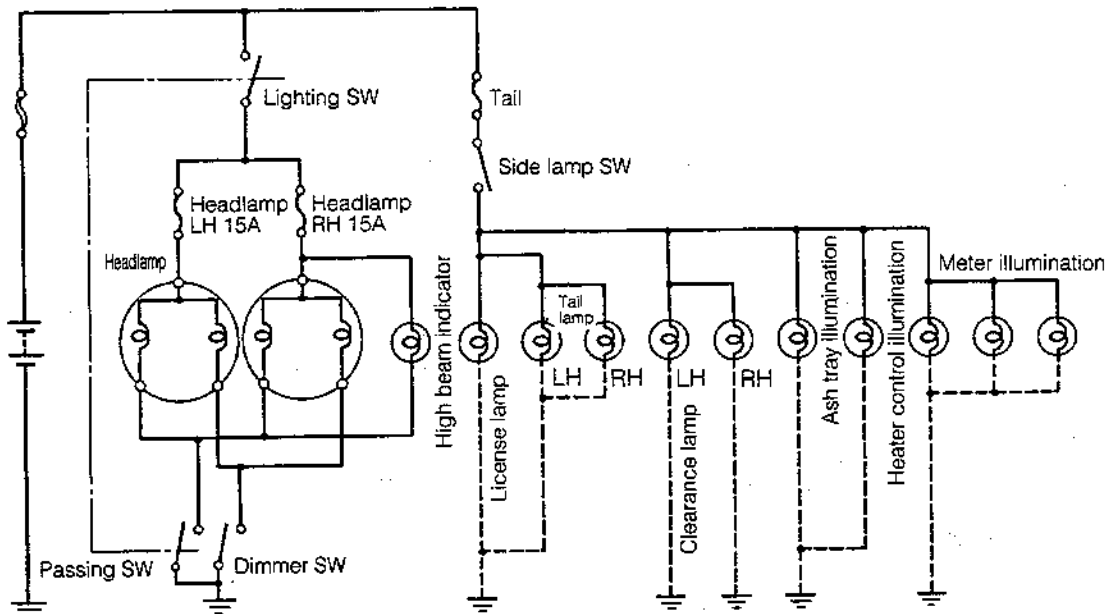 Lighting SW
Tail
Side lamp SW
Headlamp
LH 15A
Headlamp
RH 15A
Headlamp
High beam indicator
License lamp
Tail
lamp
LH
RH
LH
RH
Clearance lamp
Ash tray illumination
Heater control illumination
Meter illumination
Passing SW
Dimmer SW